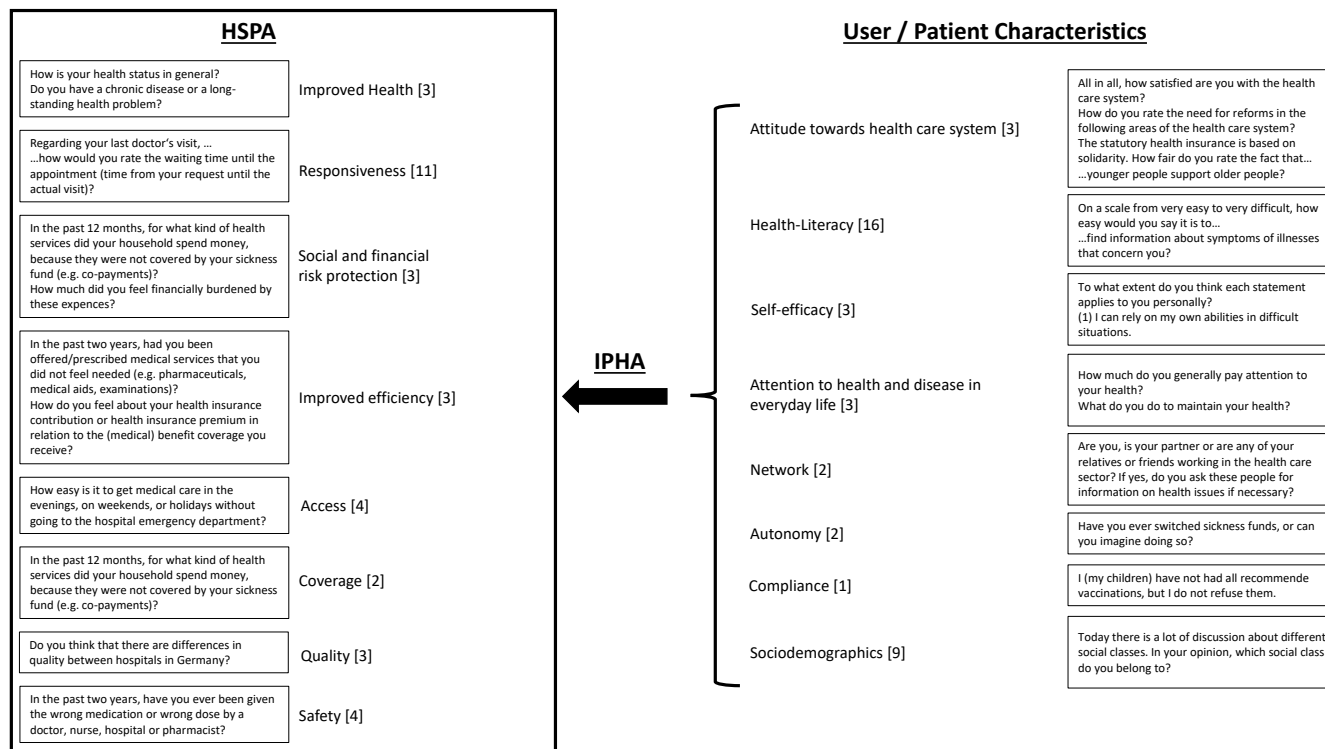 HSPA
How is your health status in general?
Do you have a chronic disease or a long-
standing health problem?
Improved Health [3]
Regarding your last doctor's visit, …
…how would you rate the waiting time until the
appointment (time from your request until the
actual visit)?
Responsiveness [11]
In the past 12 months, for what kind of health
services did your household spend money,
because they were not covered by your sickness
fund (e.g. co-payments)?
How much did you feel financially burdened by
these expences?
Social and financial
risk protection [3]
In the past two years, had you been
offered/prescribed medical services that you
did not feel needed (e.g. pharmaceuticals,
medical aids, examinations)?
How do you feel about your health insurance
contribution or health insurance premium in
relation to the (medical) benefit coverage you
receive?
Improved efficiency [3]
How easy is it to get medical care in the
evenings, on weekends, or holidays without
going to the hospital emergency department?
Access [4]
In the past 12 months, for what kind of health
services did your household spend money,
because they were not covered by your sickness
fund (e.g. co-payments)?
Coverage [2]
Do you think that there are differences in
quality between hospitals in Germany?
Quality [3]
In the past two years, have you ever been given
the wrong medication or wrong dose by a
doctor, nurse, hospital or pharmacist?
Safety [4]
IPHA
User / Patient Characteristics
Attitude towards health care system [3]
All in all, how satisfied are you with the health
care system?
How do you rate the need for reforms in the
following areas of the health care system?
The statutory health insurance is based on
solidarity. How fair do you rate the fact that…
…younger people support older people?
Health-Literacy [16]
On a scale from very easy to very difficult, how
easy would you say it is to…
…find information about symptoms of illnesses
that concern you?
Self-efficacy [3]
To what extent do you think each statement
applies to you personally?
(1) I can rely on my own abilities in difficult
situations.
Attention to health and disease in
everyday life [3]
How much do you generally pay attention to
your health?
What do you do to maintain your health?
Network [2]
Are you, is your partner or are any of your
relatives or friends working in the health care
sector? If yes, do you ask these people for
information on health issues if necessary?
Autonomy [2]
Have you ever switched sickness funds, or can
you imagine doing so?
Compliance [1]
I (my children) have not had all recommende
vaccinations, but I do not refuse them.
Sociodemographics [9]
Today there is a lot of discussion about different
social classes. In your opinion, which social class
do you belong to?